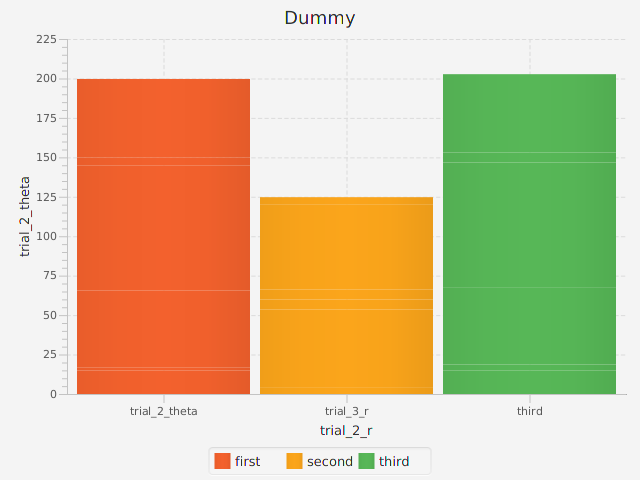 Dummy
225
200
175
150
125
100
75
50
25
0
trial_2_theta
trial_2_theta
trial_3_r
third
trial_2_r
first
second
third